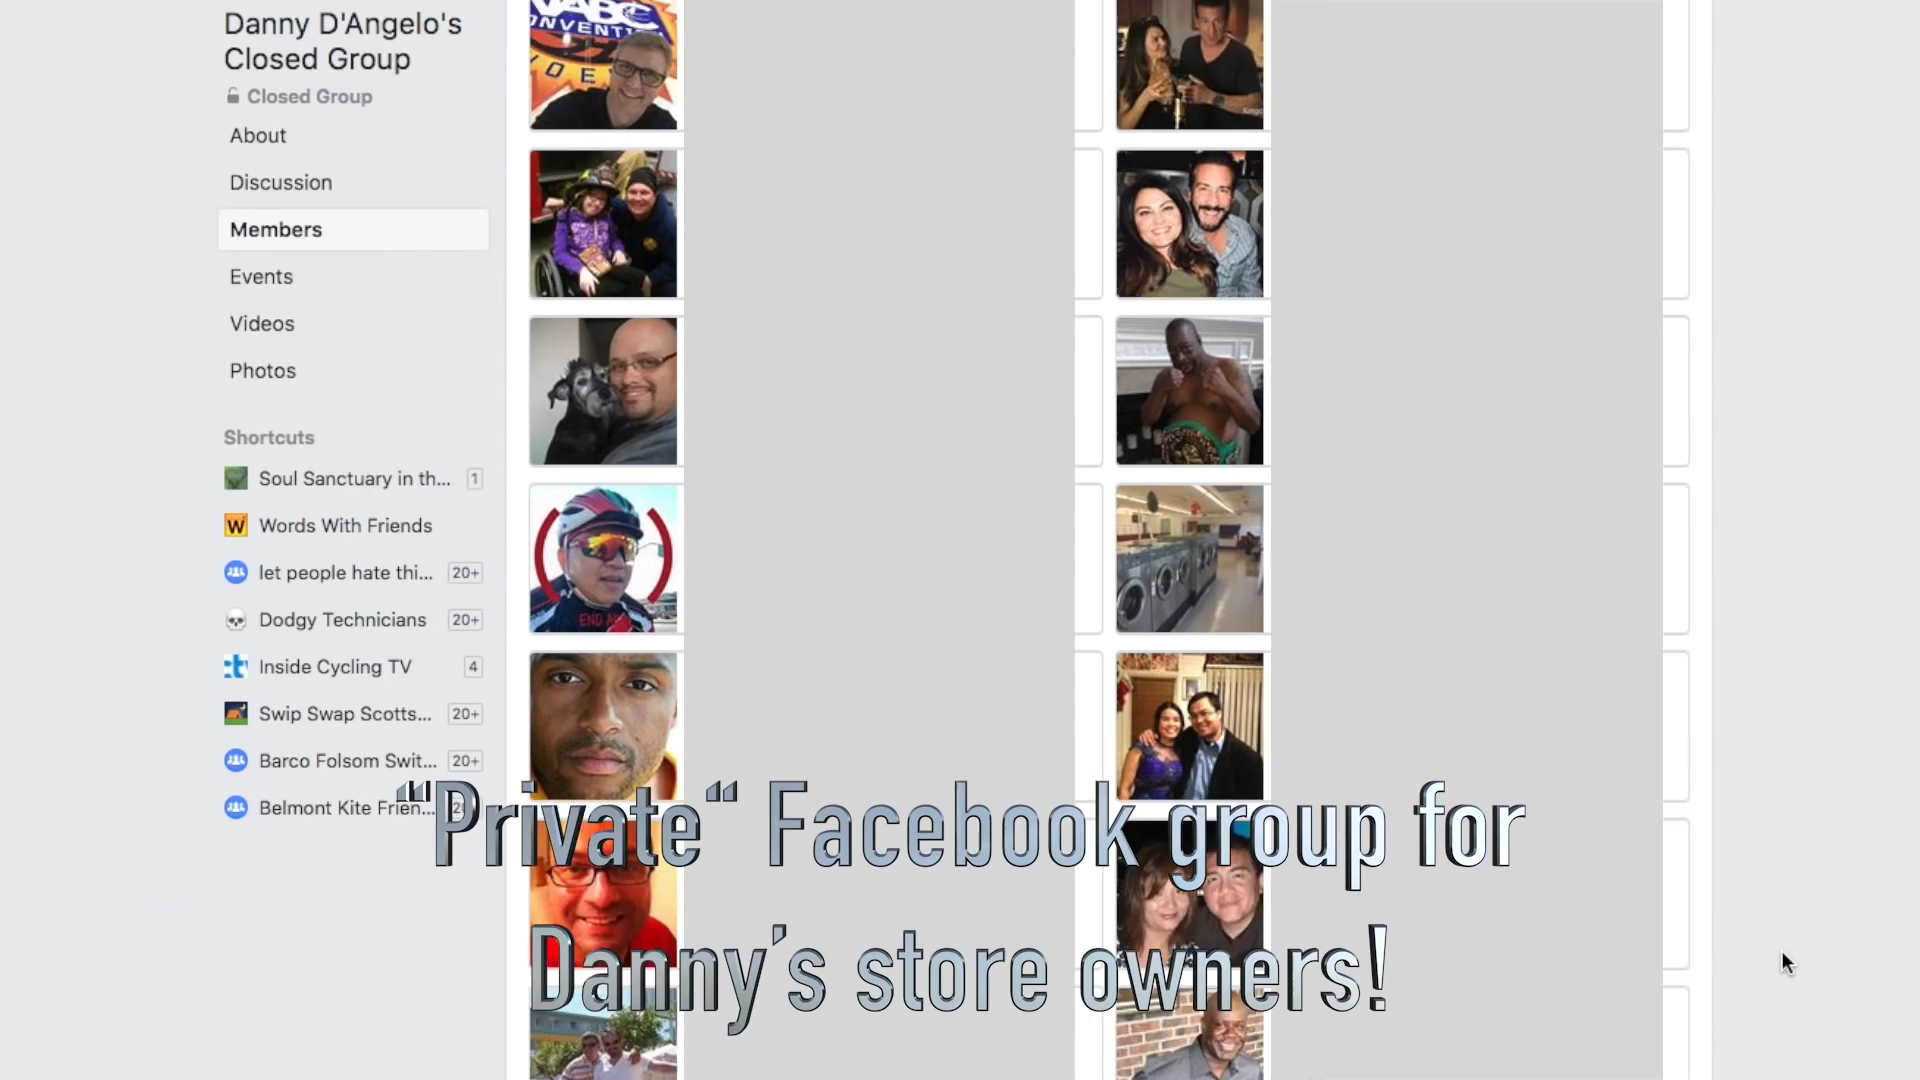 Danny D'Angelo's
Closed Group
Closed Group
About
Discussion
Members
Events
Videos
Photos
Shortcuts
Soul Sanctuary in th... 1
W Words With Friends
let people hate thi... 20+
Dodgy Technicians 20+
Inside Cycling TV 4
Swip Swap Scotts... 20+
Barco Folsom Swit... 20+
Belmont Kite Frien...
CONVENTI
END
“Private“ Facebook group for
Danny’s store owners!